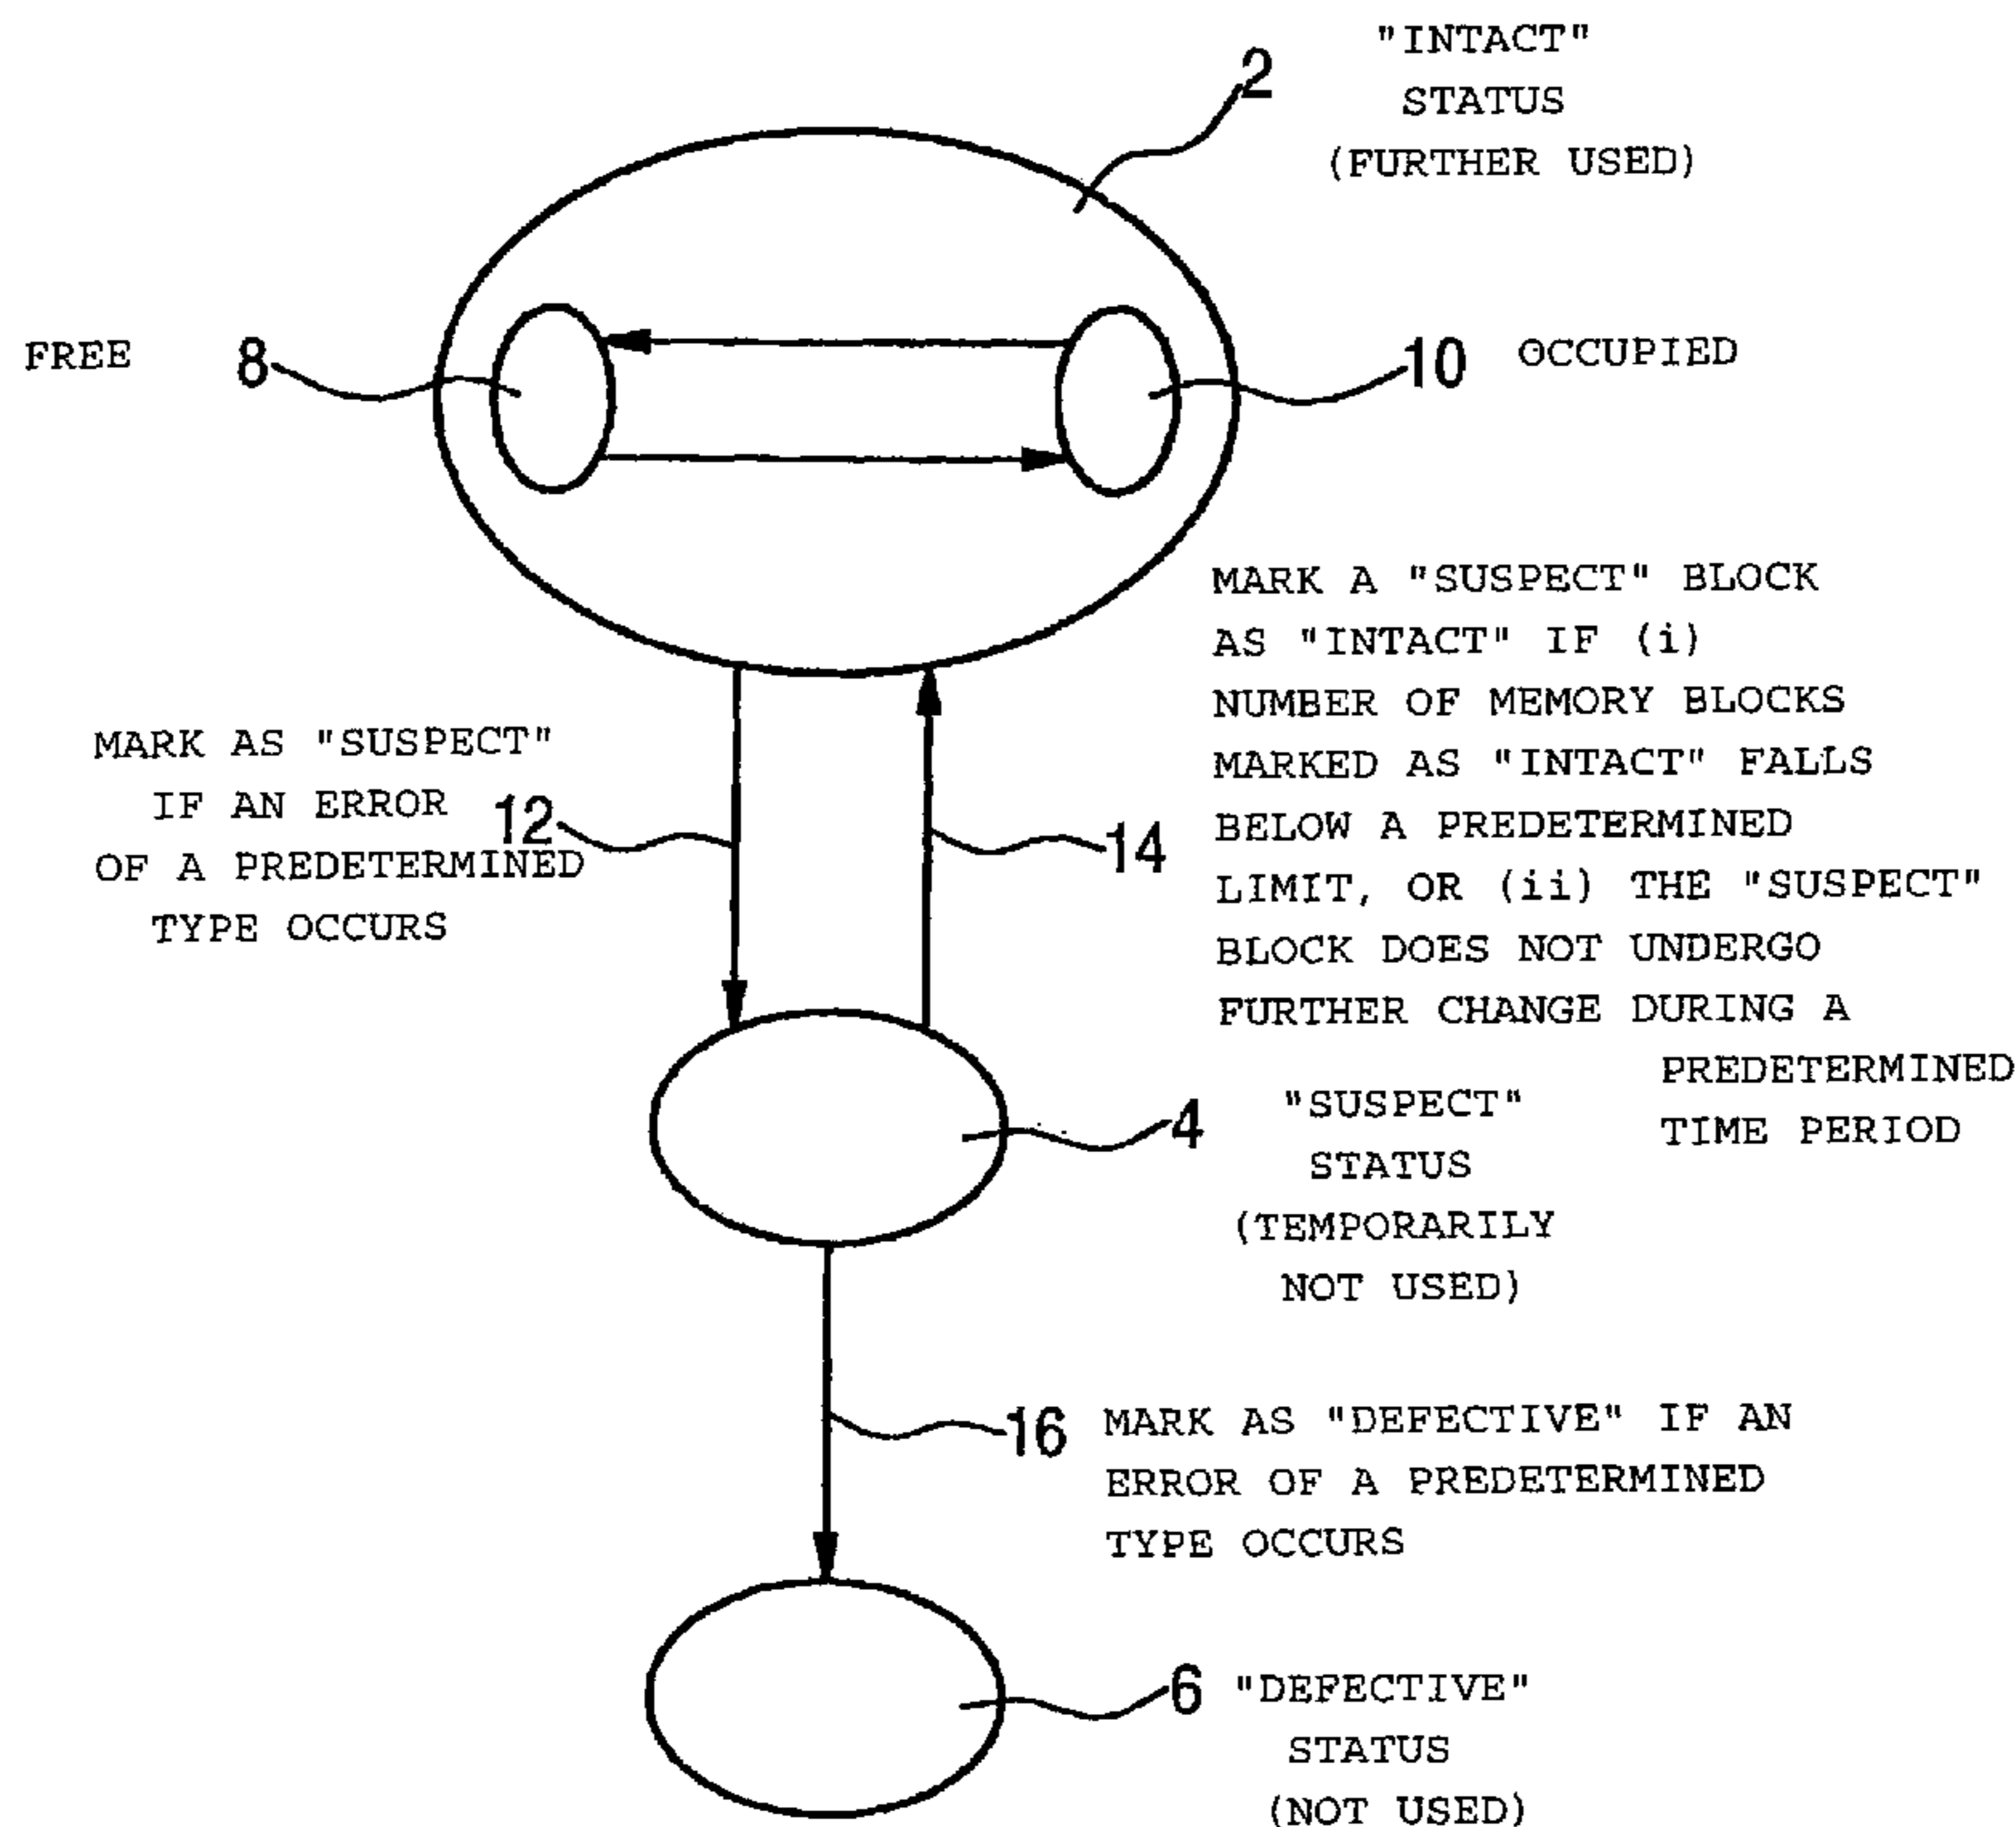 "INTACT"
2
STATUS
(FURTHER USED)
FREE
8
10
OCCUPIED
MARK A "SUSPECT" BLOCK
AS "INTACT" IF (i)
NUMBER OF MEMORY BLOCKS
MARKED AS "INTACT" FALLS
BELOW A PREDETERMINED
LIMIT, OR (ii) THE "SUSPECT"
BLOCK DOES NOT UNDERGO
FURTHER CHANGE DURING A
PREDETERMINED
TIME PERIOD
MARK AS "SUSPECT"
IF AN ERROR
OF A PREDETERMINED
TYPE OCCURS
12
14
4
"SUSPECT"
STATUS
(TEMPORARILY
NOT USED)
16
MARK AS "DEFECTIVE" IF AN
ERROR OF A PREDETERMINED
TYPE OCCURS
6
"DEFECTIVE"
STATUS
(NOT USED)